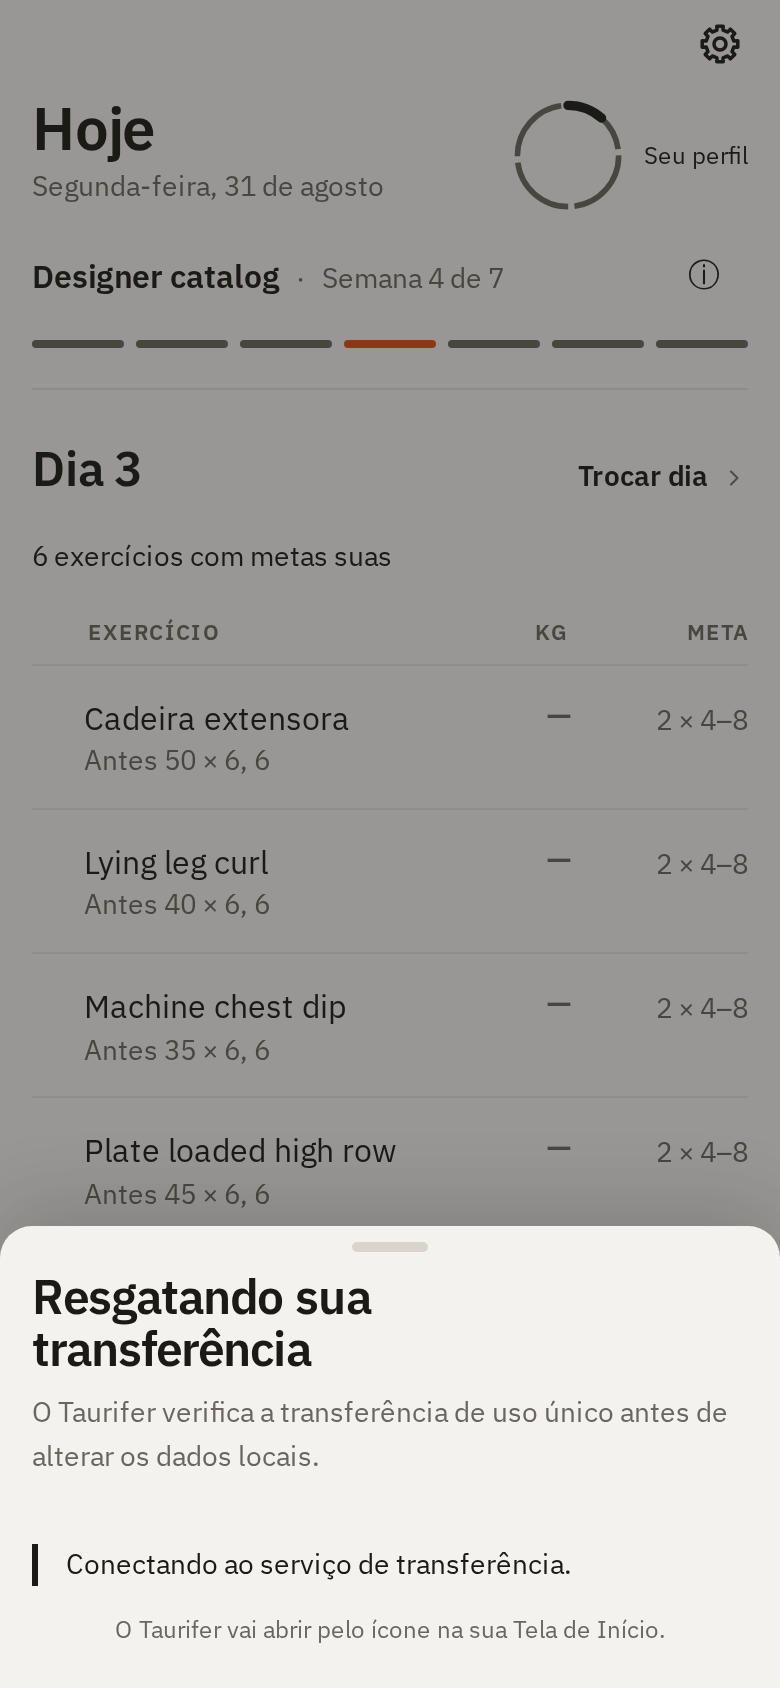 Hoje
Segunda-feira, 31 de agosto
Seu perfil
Designer catalog · Semana 4 de 7
Dia 3
Trocar dia
6 exercícios com metas suas
EXERCÍCIO KG META
Cadeira extensora — 2 × 4–8
Antes 50 × 6, 6
Lying leg curl — 2 × 4–8
Antes 40 × 6, 6
Machine chest dip — 2 × 4–8
Antes 35 × 6, 6
Plate loaded high row — 2 × 4–8
Antes 45 × 6, 6
Resgatando sua
transferência
O Taurifer verifica a transferência de uso único antes de
alterar os dados locais.
Conectando ao serviço de transferência.
O Taurifer vai abrir pelo ícone na sua Tela de Início.